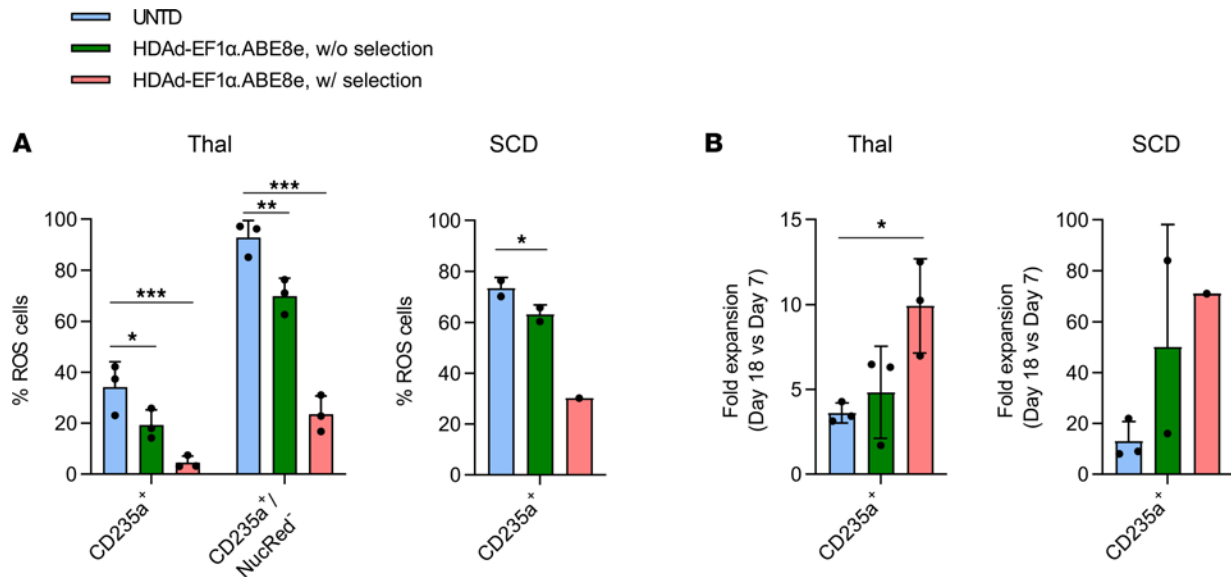 UNTD
HDAd-EF1α.ABE8e, w/o selection
HDAd-EF1α.ABE8e, w/ selection
A
Thal
SCD
% ROS cells
100
80
60
40
20
0
*
***
**
***
CD235a⁺
CD235a⁺/
NucRed⁻
% ROS cells
100
80
60
40
20
0
*
CD235a⁺
B
Thal
SCD
Fold expansion
(Day 18 vs Day 7)
15
10
5
0
*
CD235a⁺
Fold expansion
(Day 18 vs Day 7)
100
80
60
40
20
0
CD235a⁺